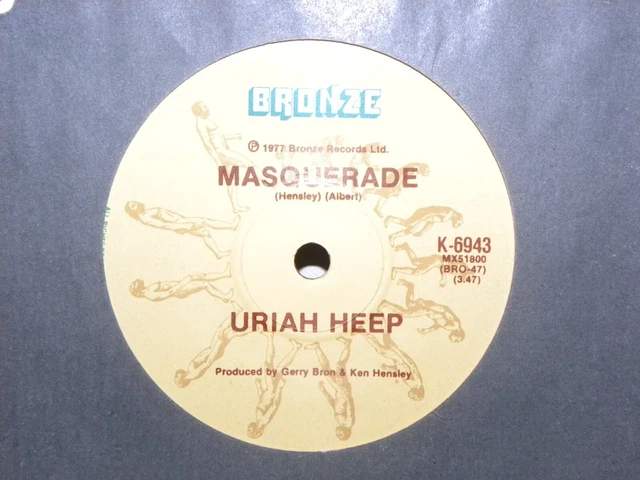 BRONZE
℗ 1977 Bronze Records Ltd.
MASQUERADE
(Hensley) (Albert)
K-6943
MX51800
(BRO-47)
(3.47)
URIAH HEEP
Produced by Gerry Bron & Ken Hensley